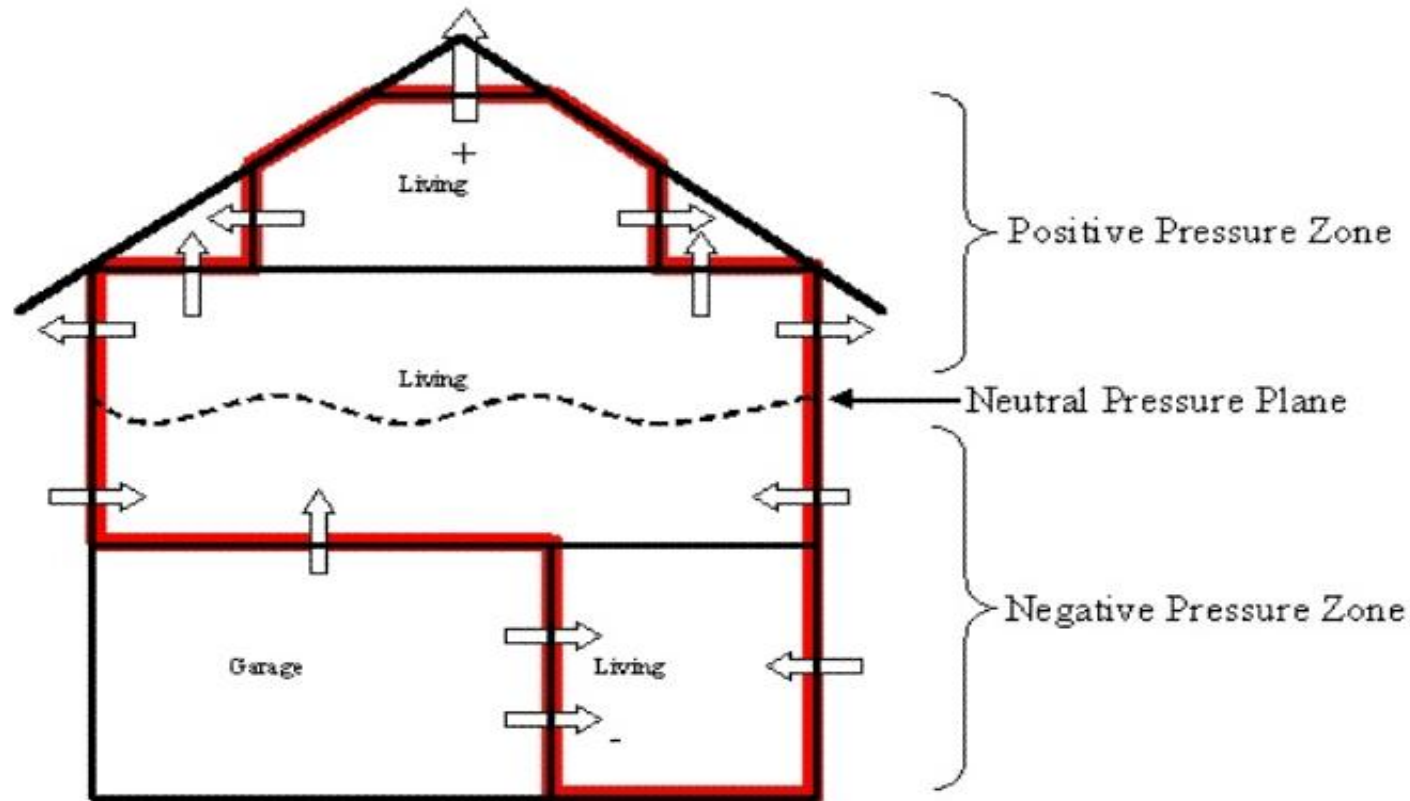 +
Living
Positive Pressure Zone
Living
Neutral Pressure Plane
Negative Pressure Zone
Garage
Living
-